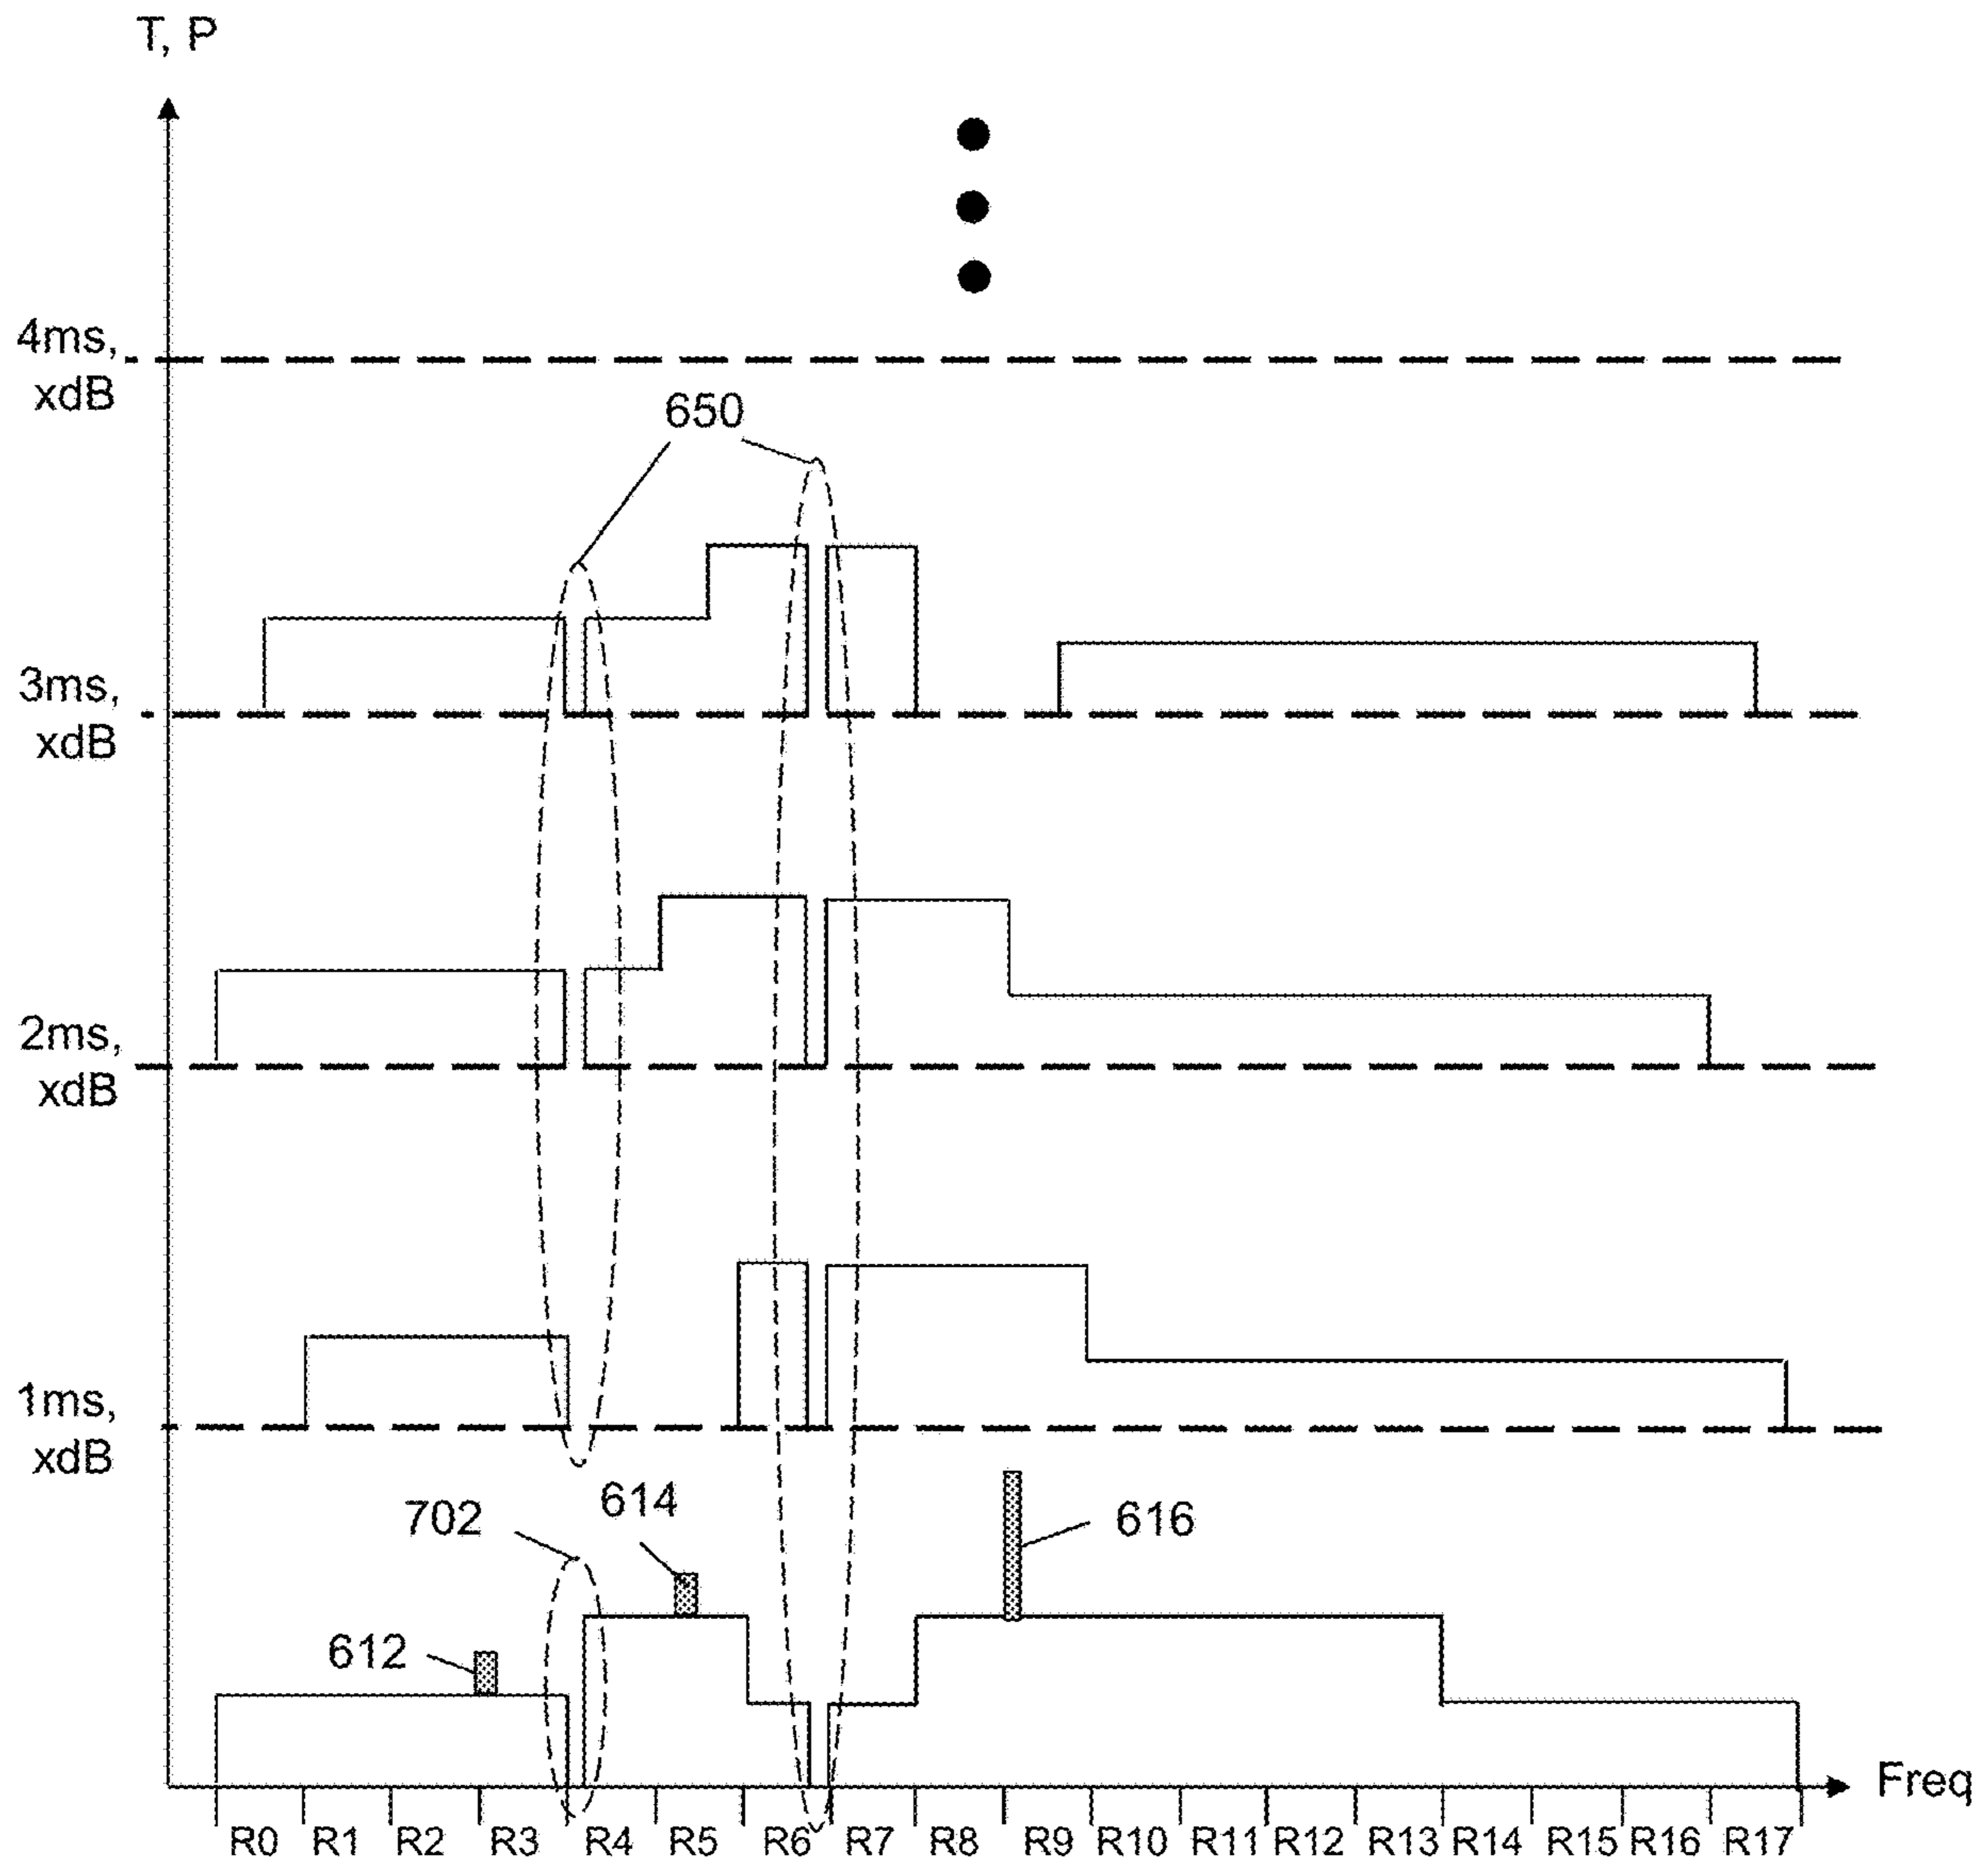 T, P
4ms,
xdB
650
3ms,
xdB
2ms,
xdB
1ms,
xdB
702
614
616
612
Freq
R0 R1 R2 R3 R4 R5 R6 R7 R8 R9 R10 R11 R12 R13 R14 R15 R16 R17